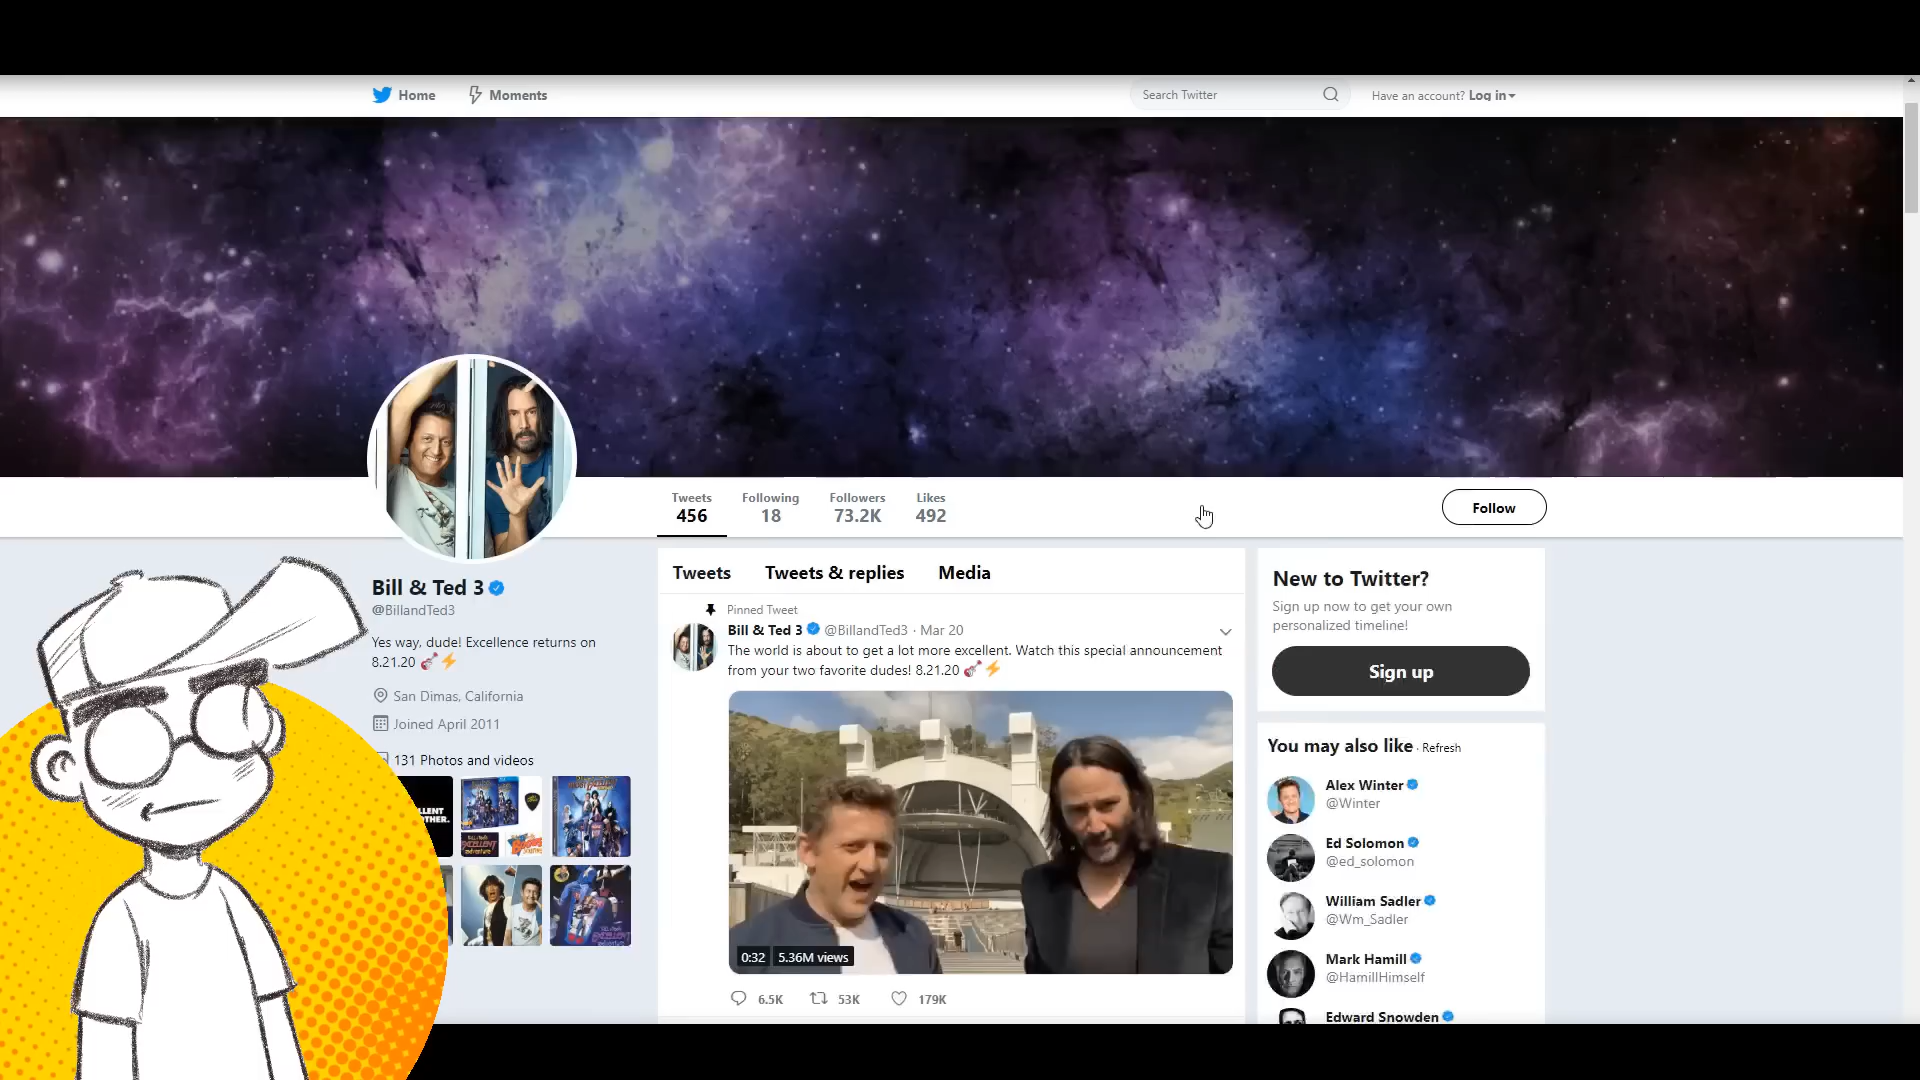 Home
Moments
Search Twitter
Have an account? Log in
Tweets
456
Following
18
Followers
73.2K
Likes
492
Follow
Bill & Ted 3
@BillandTed3
Yes way, dude! Excellence returns on
8.21.20
San Dimas, California
Joined April 2011
131 Photos and videos
Tweets
Tweets & replies
Media
Pinned Tweet
Bill & Ted 3 @BillandTed3 · Mar 20
The world is about to get a lot more excellent. Watch this special announcement
from your two favorite dudes! 8.21.20
0:32
5.36M views
6.5K
53K
179K
New to Twitter?
Sign up now to get your own
personalized timeline!
Sign up
You may also like · Refresh
Alex Winter
@Winter
Ed Solomon
@ed_solomon
William Sadler
@Wm_Sadler
Mark Hamill
@HamillHimself
Edward Snowden